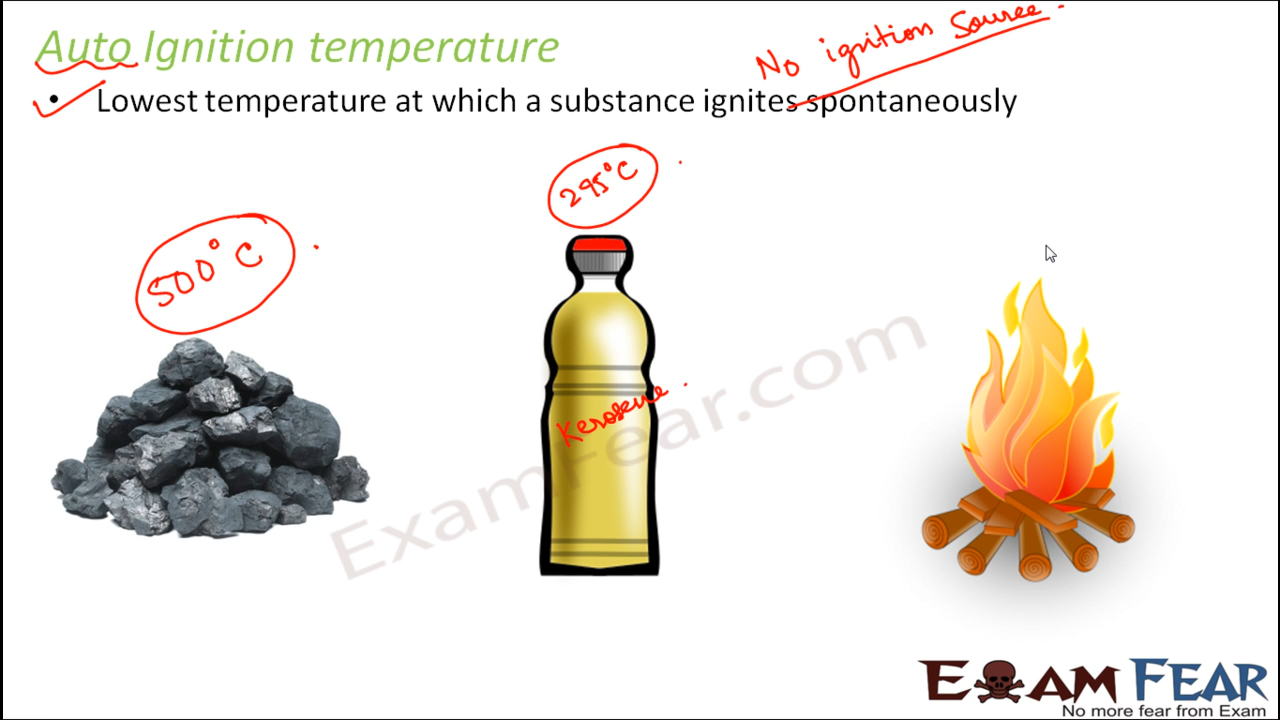 Auto Ignition temperature
No ignition Source.
• Lowest temperature at which a substance ignites spontaneously
295°C
500°C
Kerosene.
ExamFear.com
EXAM FEAR
No more fear from Exam